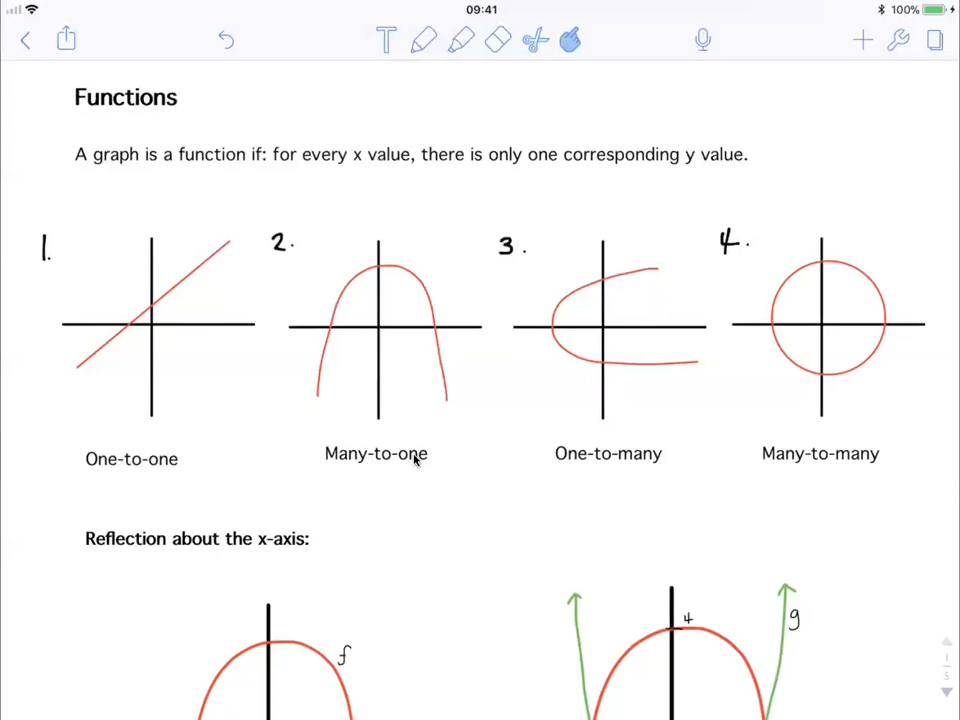 09:41
100%
T
Functions
A graph is a function if: for every x value, there is only one corresponding y value.
1. 2. 3. 4.
One-to-one Many-to-one One-to-many Many-to-many
Reflection about the x-axis:
f 4 g
1
5